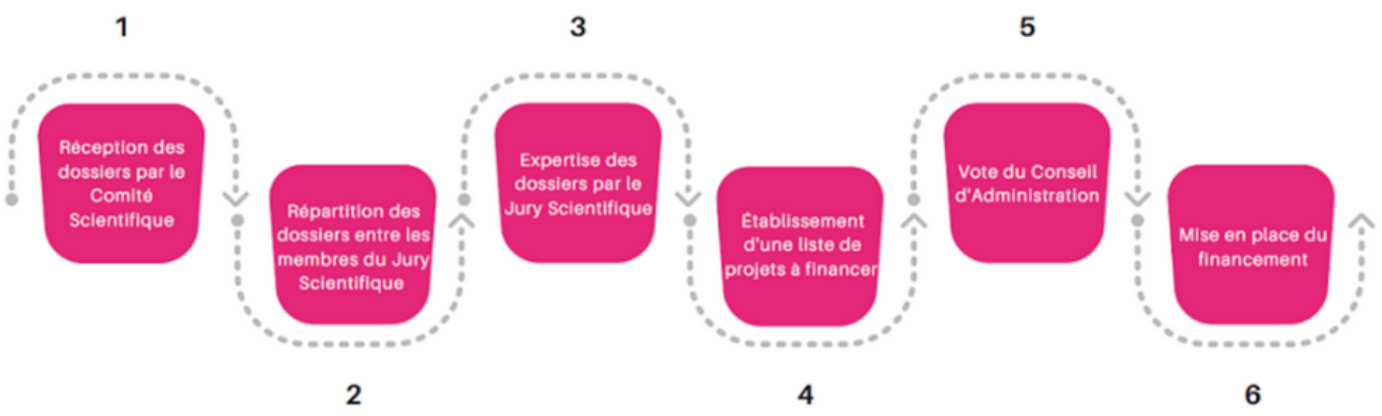 1
Réception des
dossiers par le
Comité
Scientifique
2
Répartition des
dossiers entre les
membres du Jury
Scientifique
3
Expertise des
dossiers par le
Jury Scientifique
4
Établissement
d'une liste de
projets à financer
5
Vote du Conseil
d'Administration
6
Mise en place du
financement